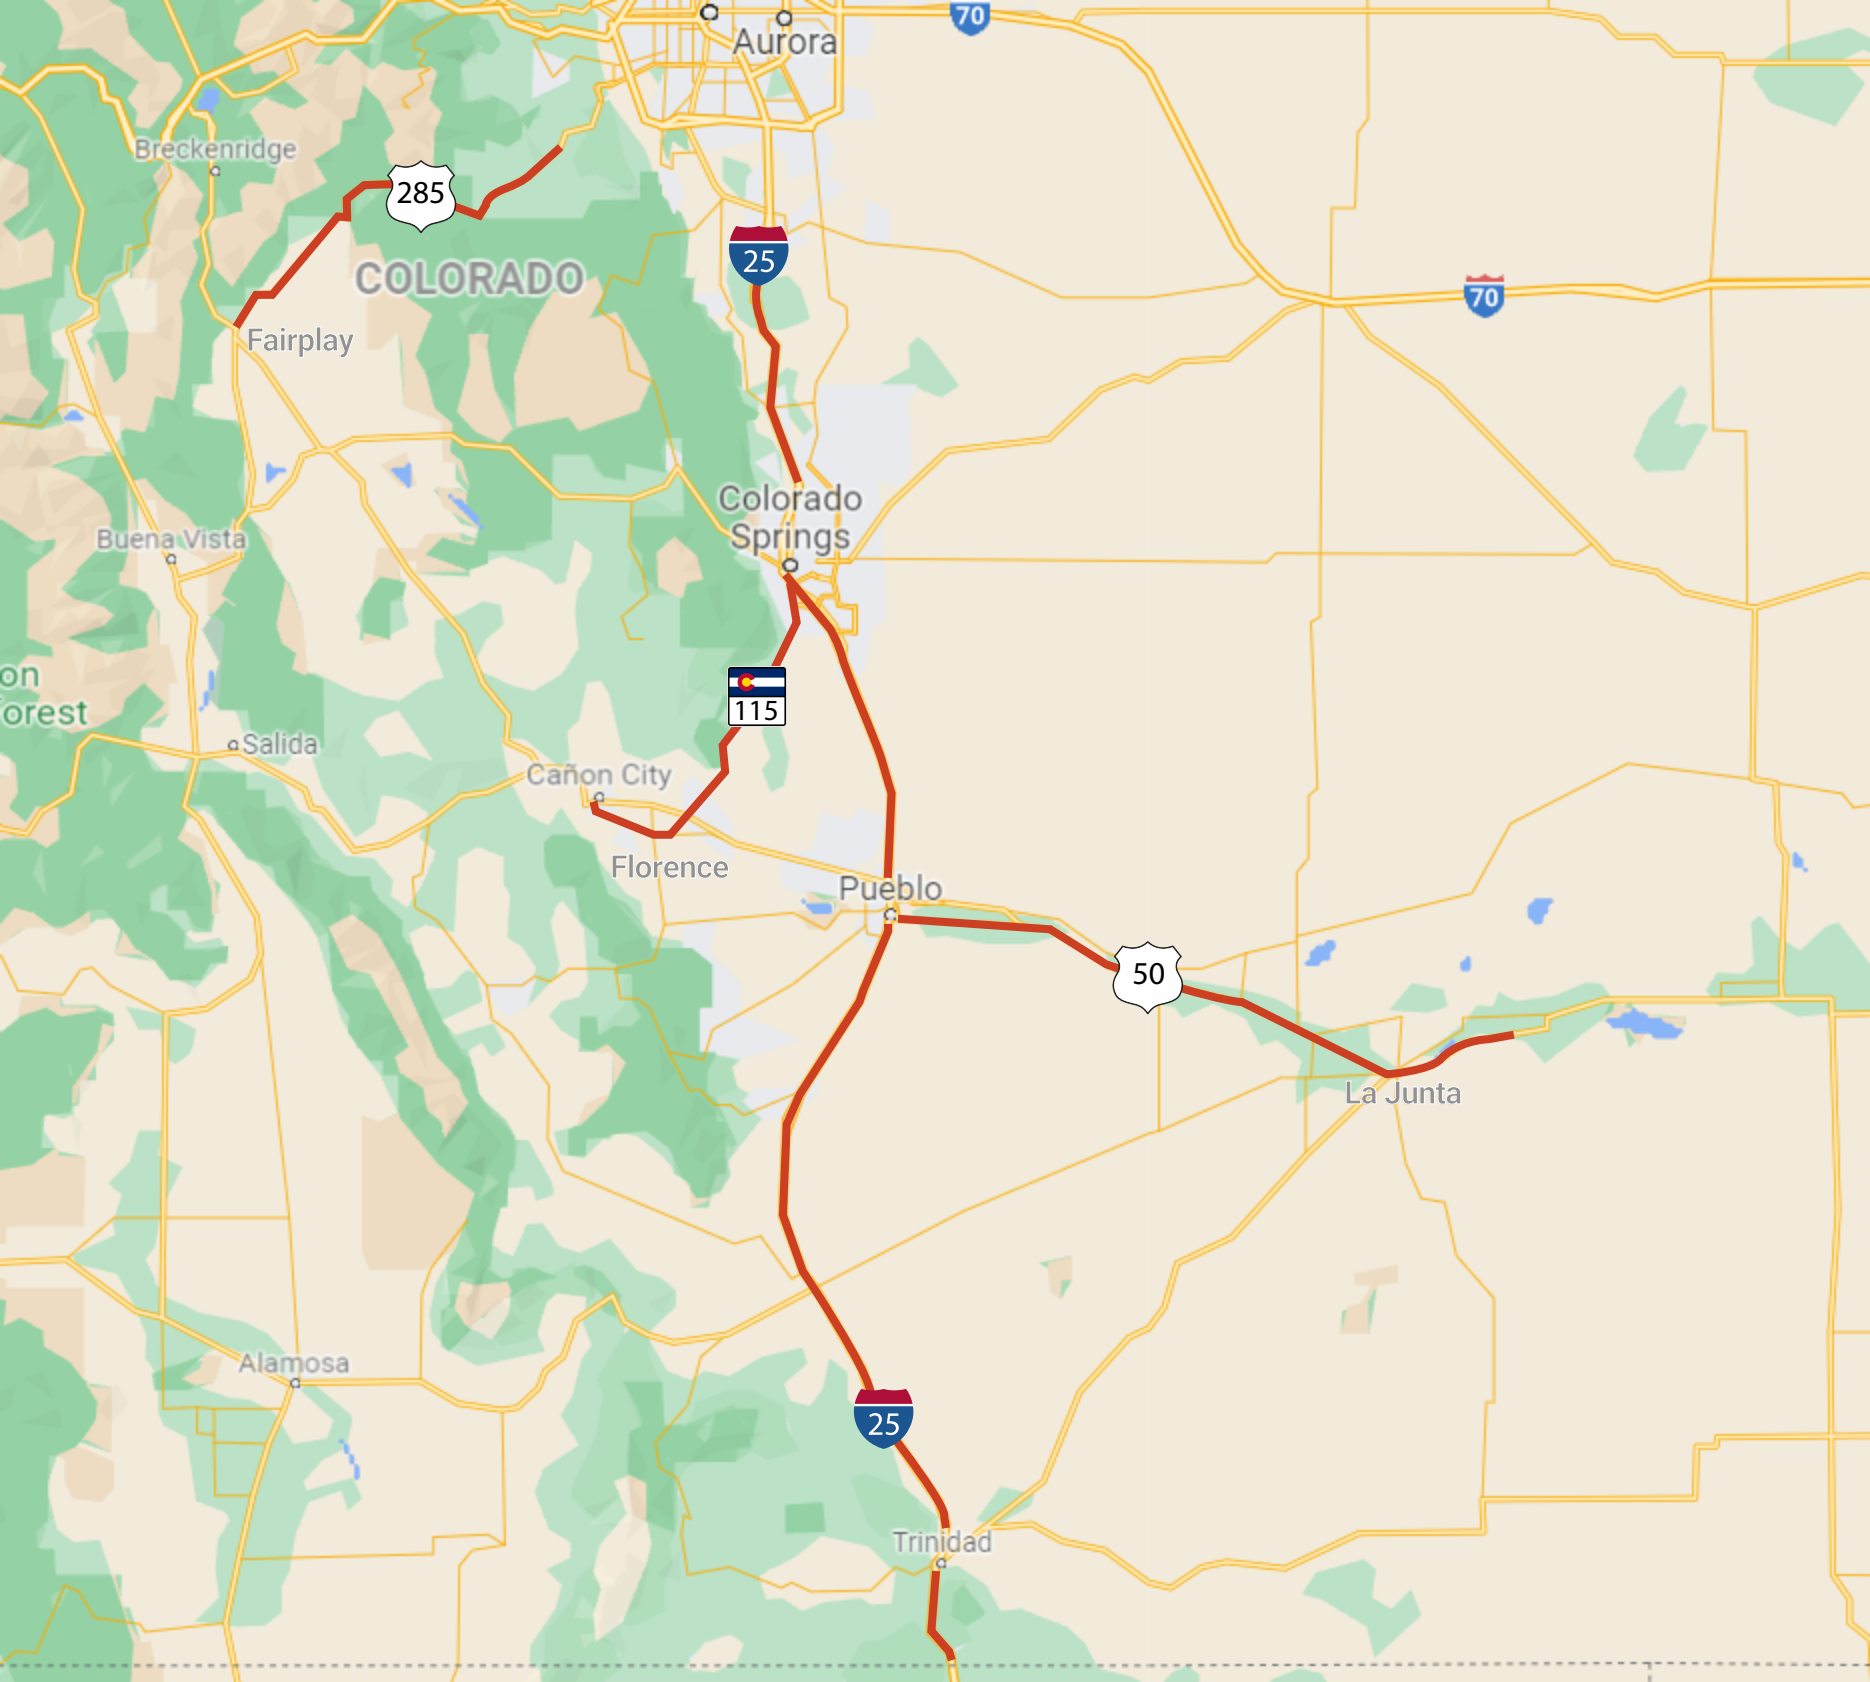 70
Aurora
Breckenridge
285
25
COLORADO
70
Fairplay
Colorado
Springs
Buena Vista
on
orest
115
Salida
Cañon City
Florence
Pueblo
50
La Junta
Alamosa
25
Trinidad